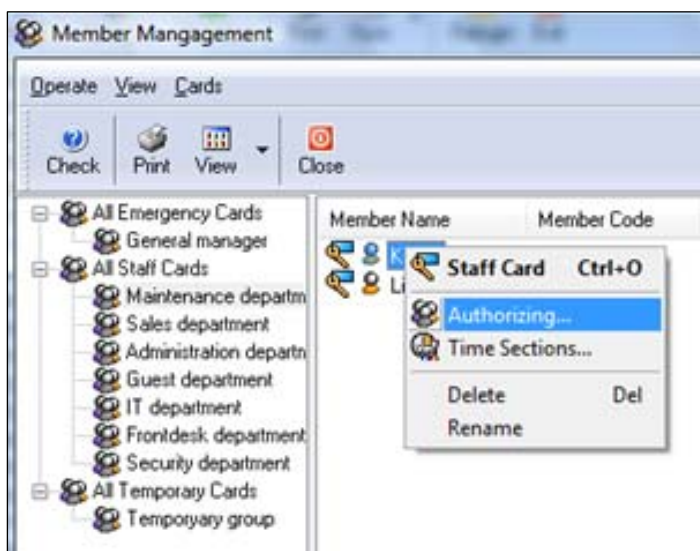 Member Mangagement
Operate View Cards
Check Print View Close
All Emergency Cards
General manager
All Staff Cards
Maintenance departm
Sales department
Administration departn
Guest department
IT department
Frontdesk department
Security department
All Temporary Cards
Temporyary group
Member Name Member Code
K
Li
Staff Card Ctrl+O
Authorizing...
Time Sections...
Delete Del
Rename